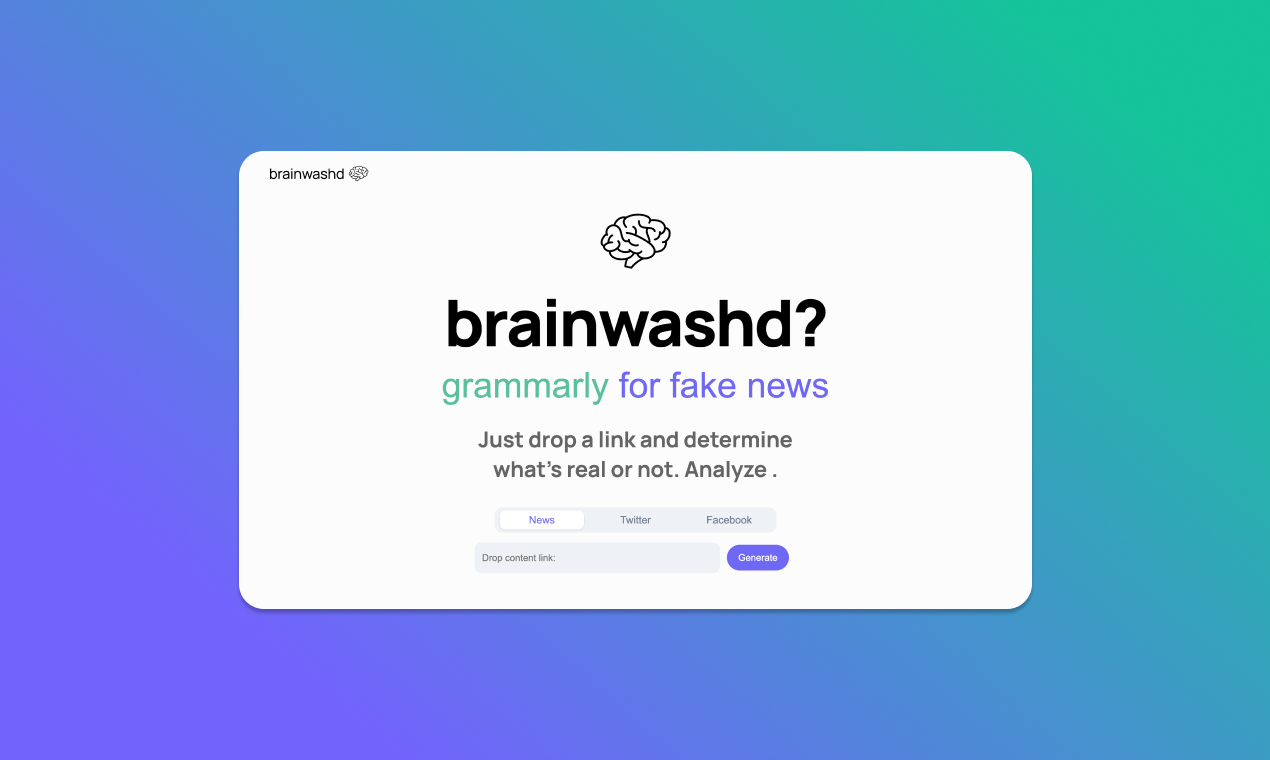 brainwashd
brainwashd?
grammarly for fake news
Just drop a link and determine
what's real or not. Analyze .
News Twitter Facebook
Drop content link: Generate